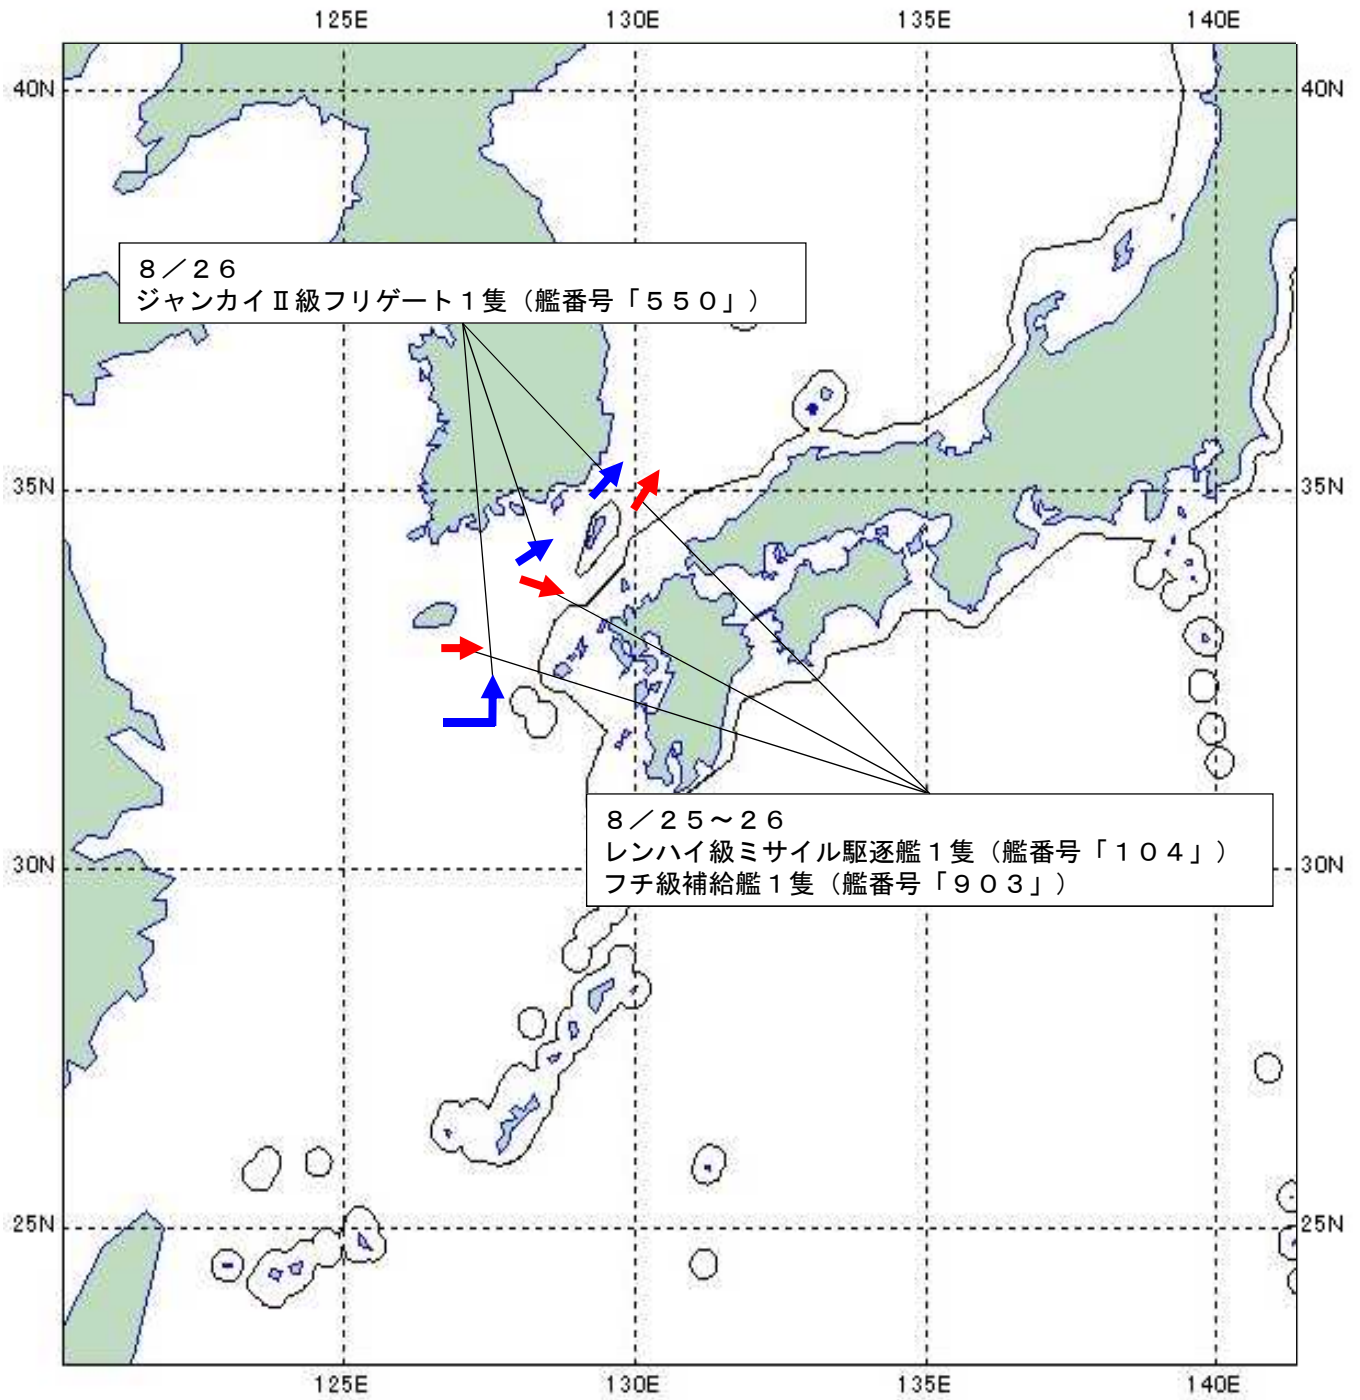 125E 130E 135E 140E
40N 40N
8/26
ジャンカイⅡ級フリゲート1隻(艦番号「550」)
35N 35N
8/25~26
レンハイ級ミサイル駆逐艦1隻(艦番号「104」)
フチ級補給艦1隻(艦番号「903」)
30N 30N
25N 25N
125E 130E 135E 140E